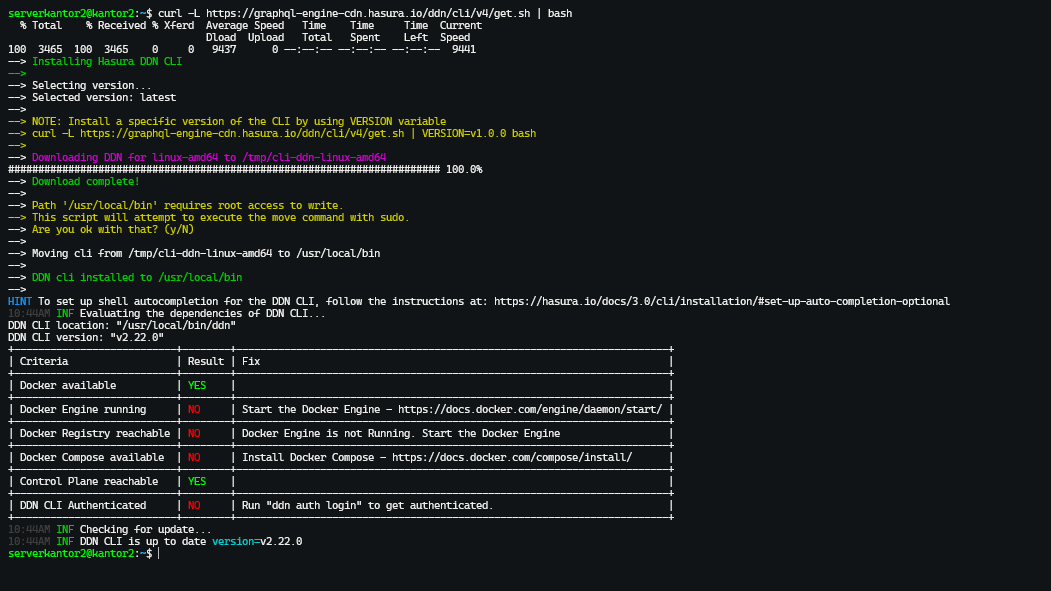 serverkantor2@kantor2:~$ curl -L https://graphql-engine-cdn.hasura.io/ddn/cli/v4/get.sh | bash
  % Total    % Received % Xferd  Average Speed   Time    Time     Time  Current
                                 Dload  Upload   Total   Spent    Left  Speed
100  3465  100  3465    0     0   9437      0 --:--:-- --:--:-- --:--:--  9441
--> Installing Hasura DDN CLI
-->
--> Selecting version...
--> Selected version: latest
-->
--> NOTE: Install a specific version of the CLI by using VERSION variable
--> curl -L https://graphql-engine-cdn.hasura.io/ddn/cli/v4/get.sh | VERSION=v1.0.0 bash
-->
--> Downloading DDN for linux-amd64 to /tmp/cli-ddn-linux-amd64
######################################################################## 100.0%
--> Download complete!
-->
--> Path '/usr/local/bin' requires root access to write.
--> This script will attempt to execute the move command with sudo.
--> Are you ok with that? (y/N)
-->
--> Moving cli from /tmp/cli-ddn-linux-amd64 to /usr/local/bin
-->
--> DDN cli installed to /usr/local/bin
-->
HINT To set up shell autocompletion for the DDN CLI, follow the instructions at: https://hasura.io/docs/3.0/cli/installation/#set-up-auto-completion-optional
10:44AM INF Evaluating the dependencies of DDN CLI...
DDN CLI location: "/usr/local/bin/ddn"
DDN CLI version: "v2.22.0"
+---------------------------+--------+------------------------------------------------------------------------+
| Criteria                  | Result | Fix                                                                    |
+---------------------------+--------+------------------------------------------------------------------------+
| Docker available          | YES    |                                                                        |
+---------------------------+--------+------------------------------------------------------------------------+
| Docker Engine running     | NO     | Start the Docker Engine - https://docs.docker.com/engine/daemon/start/ |
+---------------------------+--------+------------------------------------------------------------------------+
| Docker Registry reachable | NO     | Docker Engine is not Running. Start the Docker Engine                  |
+---------------------------+--------+------------------------------------------------------------------------+
| Docker Compose available  | NO     | Install Docker Compose - https://docs.docker.com/compose/install/      |
+---------------------------+--------+------------------------------------------------------------------------+
| Control Plane reachable   | YES    |                                                                        |
+---------------------------+--------+------------------------------------------------------------------------+
| DDN CLI Authenticated     | NO     | Run "ddn auth login" to get authenticated.                             |
+---------------------------+--------+------------------------------------------------------------------------+
10:44AM INF Checking for update...
10:44AM INF DDN CLI is up to date version=v2.22.0
serverkantor2@kantor2:~$